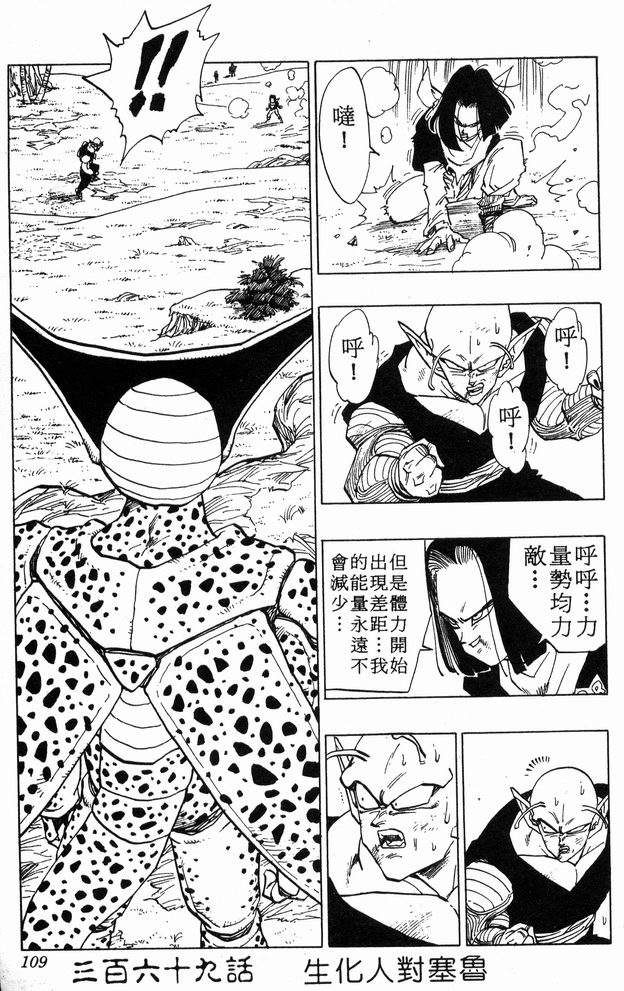 噠！
呼！
呼！
呼！
呼呼…力
量勢均力
敵…
但是體力開始
出現差距…我
的能量永遠不
會減少…
!!
109
三百六十九話　生化人對塞魯